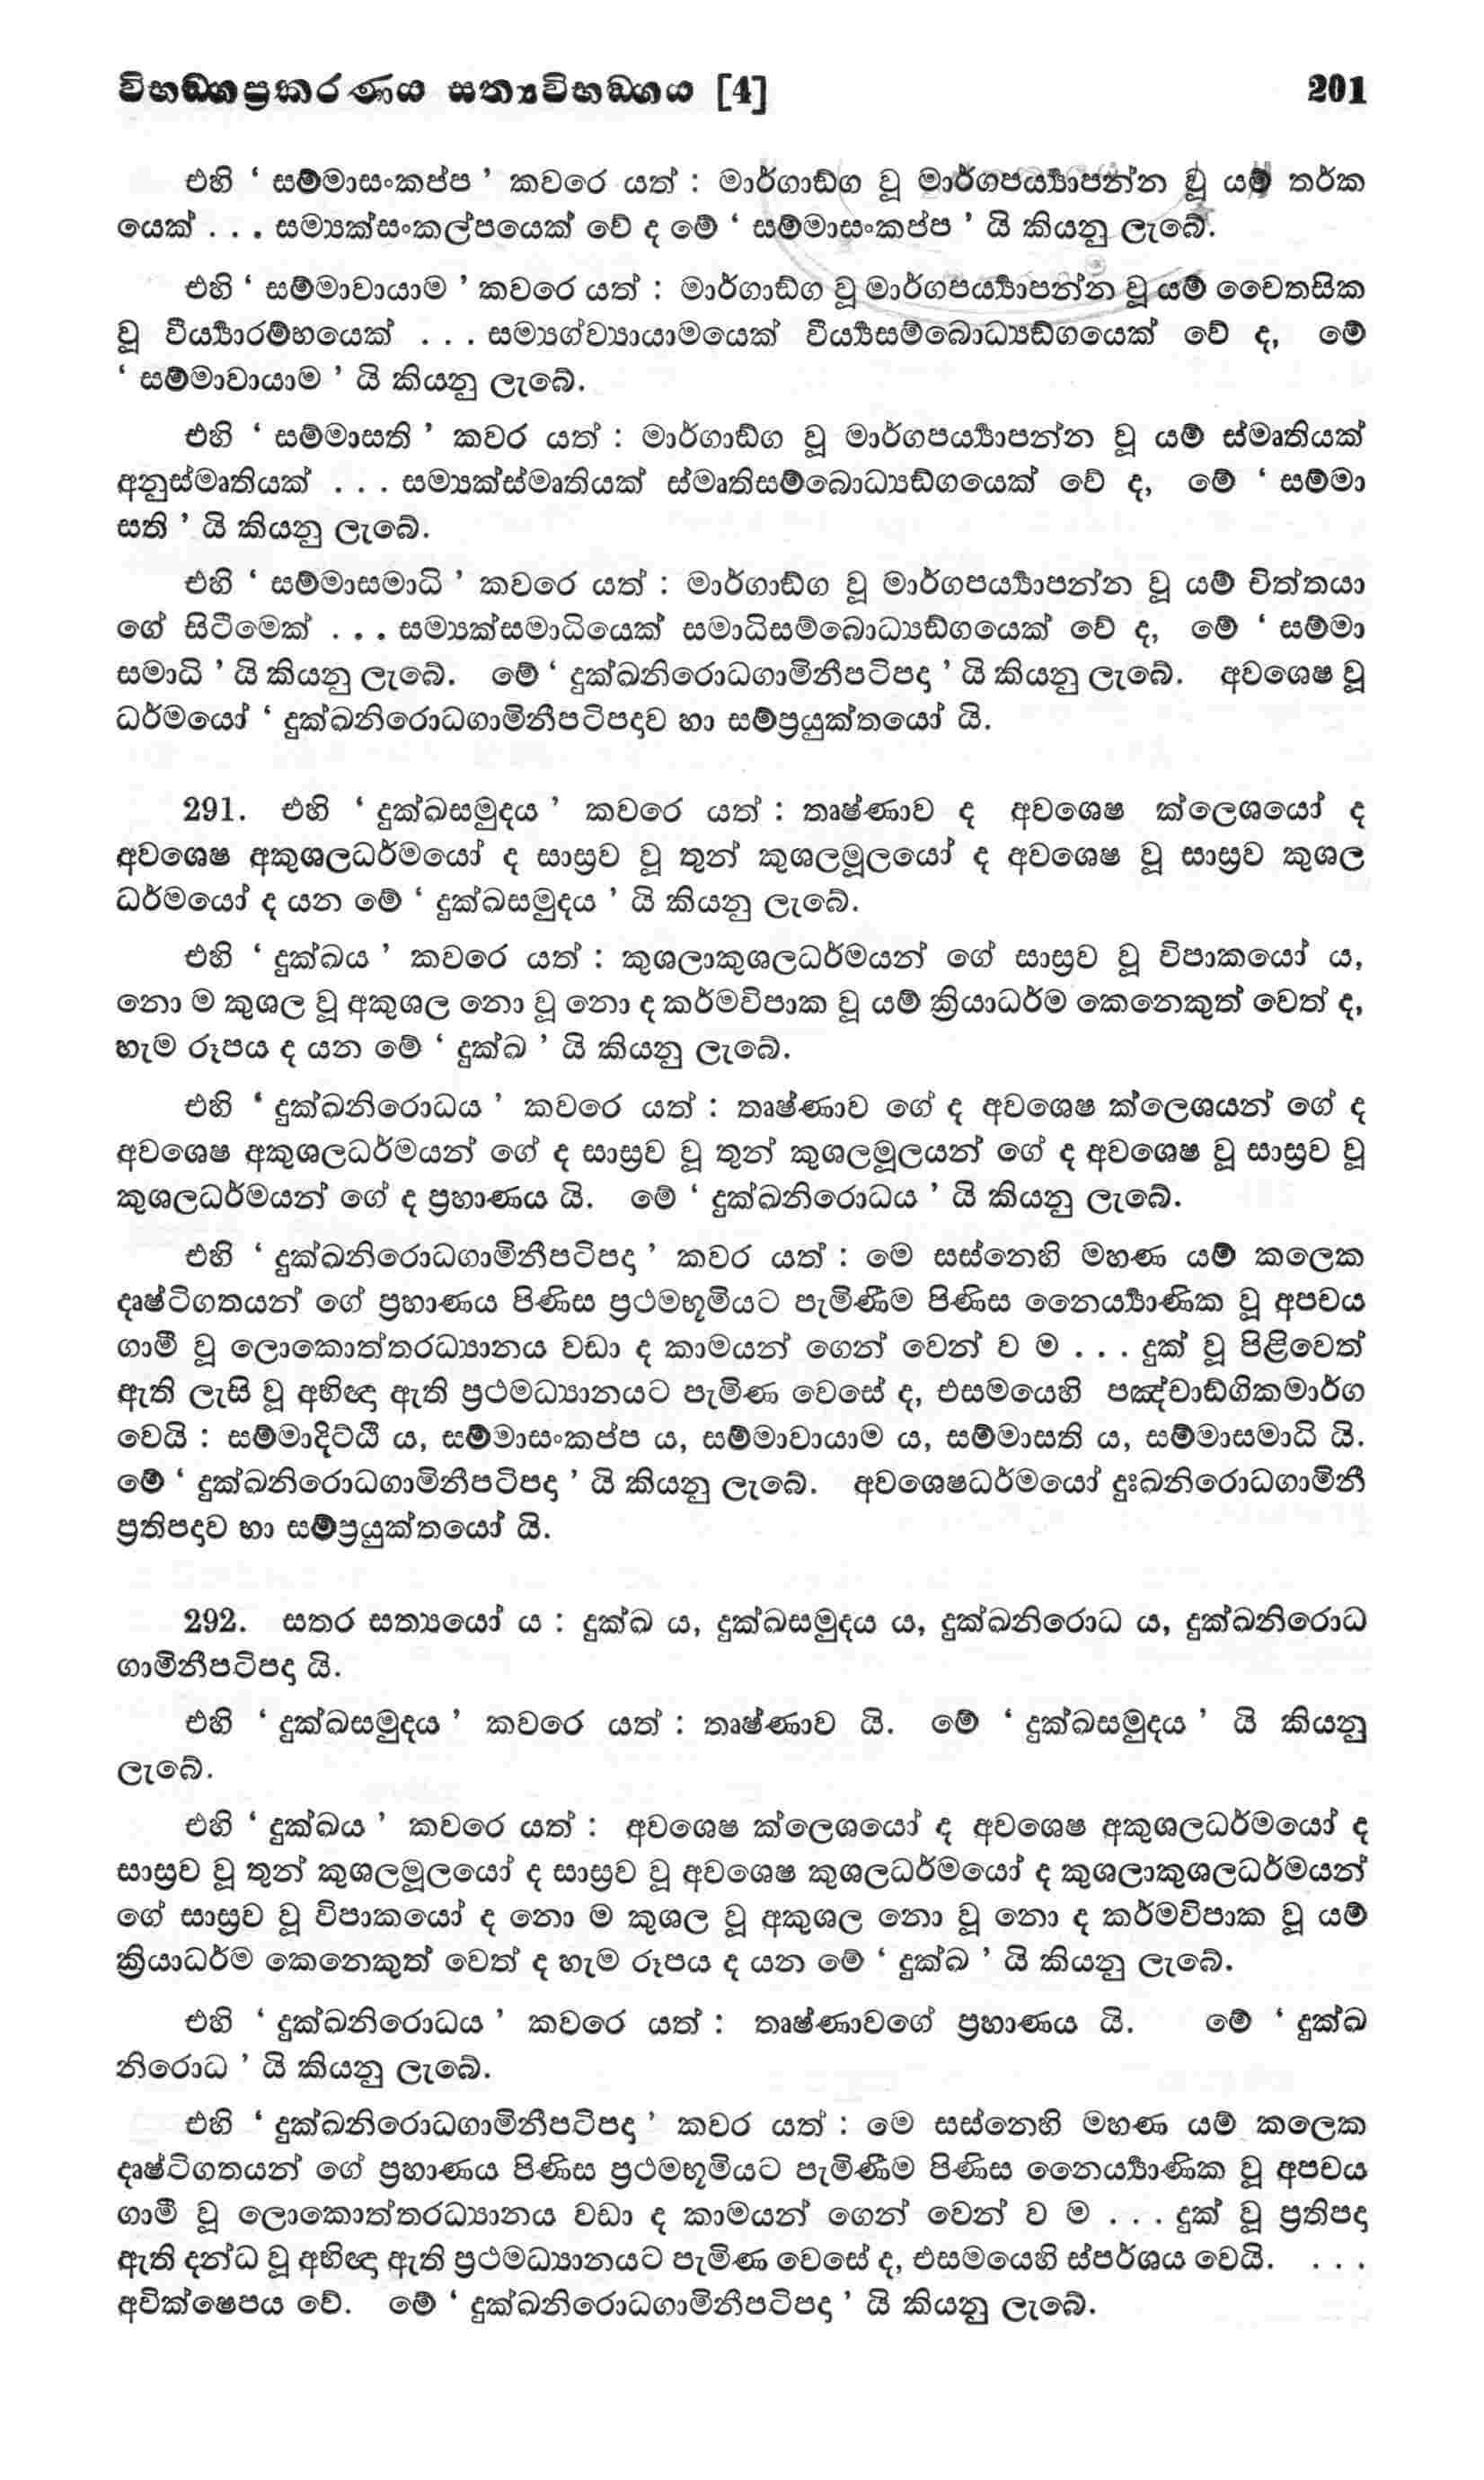 විභඞගප්‍රකරණය සත්‍යවිභඞගය [4] 201
එහි ‘ සම්මාසංකප්ප ’ කවරෙ යත් : මාර්ගාඞ්ග වූ මාර්ගපර්‍ය්‍යාපන්න වූ යම් තර්ක
යෙක් . . . සම්‍යක්සංකල්පයෙක් වේ ද මේ ‘ සම්මාසංකප්ප ’ යි කියනු ලැබේ.
එහි ‘ සම්මාවායාම ’ කවරෙ යත් : මාර්ගාඞ්ග වූ මාර්ගපර්‍ය්‍යාපන්න වූ යම් චෛතසික
වූ වීර්‍ය්‍යාරම්භයෙක් . . . සම්‍යග්ව්‍යායාමයෙක් වීර්‍ය්‍යසම්බොධ්‍යඞ්ගයෙක් වේ ද, මේ
‘ සම්මාවායාම ’ යි කියනු ලැබේ.
එහි ‘ සම්මාසති ’ කවර යත් : මාර්ගාඞ්ග වූ මාර්ගපර්‍ය්‍යාපන්න වූ යම් ස්මෘතියක්
අනුස්මෘතියක් . . . සම්‍යක්ස්මෘතියක් ස්මෘතිසම්බොධ්‍යඞ්ගයෙක් වේ ද, මේ ‘ සම්මා
සති ’ යි කියනු ලැබේ.
එහි ‘ සම්මාසමාධි ’ කවරෙ යත් : මාර්ගාඞ්ග වූ මාර්ගපර්‍ය්‍යාපන්න වූ යම් චිත්තයා
ගේ සිටීමෙක් . . . සම්‍යක්සමාධියෙක් සමාධිසම්බොධ්‍යඞ්ගයෙක් වේ ද, මේ ‘ සම්මා
සමාධි ’ යි කියනු ලැබේ. මේ ‘ දුක්ඛනිරොධගාමිනීපටිපදා ’ යි කියනු ලැබේ. අවශෙෂ වූ
ධර්මයෝ ‘ දුක්ඛනිරොධගාමිනීපටිපදාව හා සම්ප්‍රයුක්තයෝ යි.
291. එහි ‘ දුක්ඛසමුදය ’ කවරෙ යත් : තෘෂ්ණාව ද අවශෙෂ ක්ලෙශයෝ ද
අවශෙෂ අකුශලධර්මයෝ ද සාස්‍රව වූ තුන් කුශලමූලයෝ ද අවශෙෂ වූ සාස්‍රව කුශල
ධර්මයෝ ද යන මේ ‘ දුක්ඛසමුදය ’ යි කියනු ලැබේ.
එහි ‘ දුක්ඛය ’ කවරෙ යත් : කුශලාකුශලධර්මයන් ගේ සාස්‍රව වූ විපාකයෝ ය,
නො ම කුශල වූ අකුශල නො වූ නො ද කර්මවිපාක වූ යම් ක්‍රියාධර්ම කෙනෙකුත් වෙත් ද,
හැම රූපය ද යන මේ ‘ දුක්ඛ ’ යි කියනු ලැබේ.
එහි ‘ දුක්ඛනිරොධය ’ කවරෙ යත් : තෘෂ්ණාව ගේ ද අවශෙෂ ක්ලෙශයන් ගේ ද
අවශෙෂ අකුශලධර්මයන් ගේ ද සාස්‍රව වූ තුන් කුශලමූලයන් ගේ ද අවශෙෂ වූ සාස්‍රව වූ
කුශලධර්මයන් ගේ ද ප්‍රහාණය යි. මේ ‘ දුක්ඛනිරොධය ’ යි කියනු ලැබේ.
එහි ‘ දුක්ඛනිරොධගාමිනීපටිපදා ’ කවර යත් : මෙ සස්නෙහි මහණ යම් කලෙක
දෘෂ්ටිගතයන් ගේ ප්‍රහාණය පිණිස ප්‍රථමභූමියට පැමිණීම පිණිස නෛර්‍ය්‍යාණික වූ අපචය
ගාමී වූ ලොකොත්තරධ්‍යානය වඩා ද කාමයන් ගෙන් වෙන් ව ම . . . දුක් වූ පිළිවෙත්
ඇති ලැසි වූ අභිඥා ඇති ප්‍රථමධ්‍යානයට පැමිණ වෙසේ ද, එසමයෙහි පඤ්චාඞ්ගිකමාර්ග
වෙයි : සම්මාදිට්ඨි ය, සම්මාසංකප්ප ය, සම්මාවායාම ය, සම්මාසති ය, සම්මාසමාධි යි.
මේ ‘ දුක්ඛනිරොධගාමිනීපටිපදා ’ යි කියනු ලැබේ. අවශෙෂධර්මයෝ දුඃඛනිරොධගාමිනී
ප්‍රතිපදාව හා සම්ප්‍රයුක්තයෝ යි.
292. සතර සත්‍යයෝ ය : දුක්ඛ ය, දුක්ඛසමුදය ය, දුක්ඛනිරොධ ය, දුක්ඛනිරොධ
ගාමිනීපටිපදා යි.
එහි ‘ දුක්ඛසමුදය ’ කවරෙ යත් : තෘෂ්ණාව යි. මේ ‘ දුක්ඛසමුදය ’ යි කියනු
ලැබේ.
එහි ‘ දුක්ඛය ’ කවරෙ යත් : අවශෙෂ ක්ලෙශයෝ ද අවශෙෂ අකුශලධර්මයෝ ද
සාස්‍රව වූ තුන් කුශලමූලයෝ ද සාස්‍රව වූ අවශෙෂ කුශලධර්මයෝ ද කුශලාකුශලධර්මයන්
ගේ සාස්‍රව වූ විපාකයෝ ද නො ම කුශල වූ අකුශල නො වූ නො ද කර්මවිපාක වූ යම්
ක්‍රියාධර්ම කෙනෙකුත් වෙත් ද හැම රූපය ද යන මේ ‘ දුක්ඛ ’ යි කියනු ලැබේ.
එහි ‘ දුක්ඛනිරොධය ’ කවරෙ යත් : තෘෂ්ණාවගේ ප්‍රහාණය යි. මේ ‘ දුක්ඛ
නිරොධ ’ යි කියනු ලැබේ.
එහි ‘ දුක්ඛනිරොධගාමිනීපටිපදා ’ කවර යත් : මෙ සස්නෙහි මහණ යම් කලෙක
දෘෂ්ටිගතයන් ගේ ප්‍රහාණය පිණිස ප්‍රථමභූමියට පැමිණීම පිණිස නෛර්‍ය්‍යාණික වූ අපචය
ගාමී වූ ලොකොත්තරධ්‍යානය වඩා ද කාමයන් ගෙන් වෙන් ව ම . . . දුක් වූ ප්‍රතිපදා
ඇති දන්ධ වූ අභිඥා ඇති ප්‍රථමධ්‍යානයට පැමිණ වෙසේ ද, එසමයෙහි ස්පර්ශය වෙයි. . . .
අවික්ෂෙපය වේ. මේ ‘ දුක්ඛනිරොධගාමිනීපටිපදා ’ යි කියනු ලැබේ.